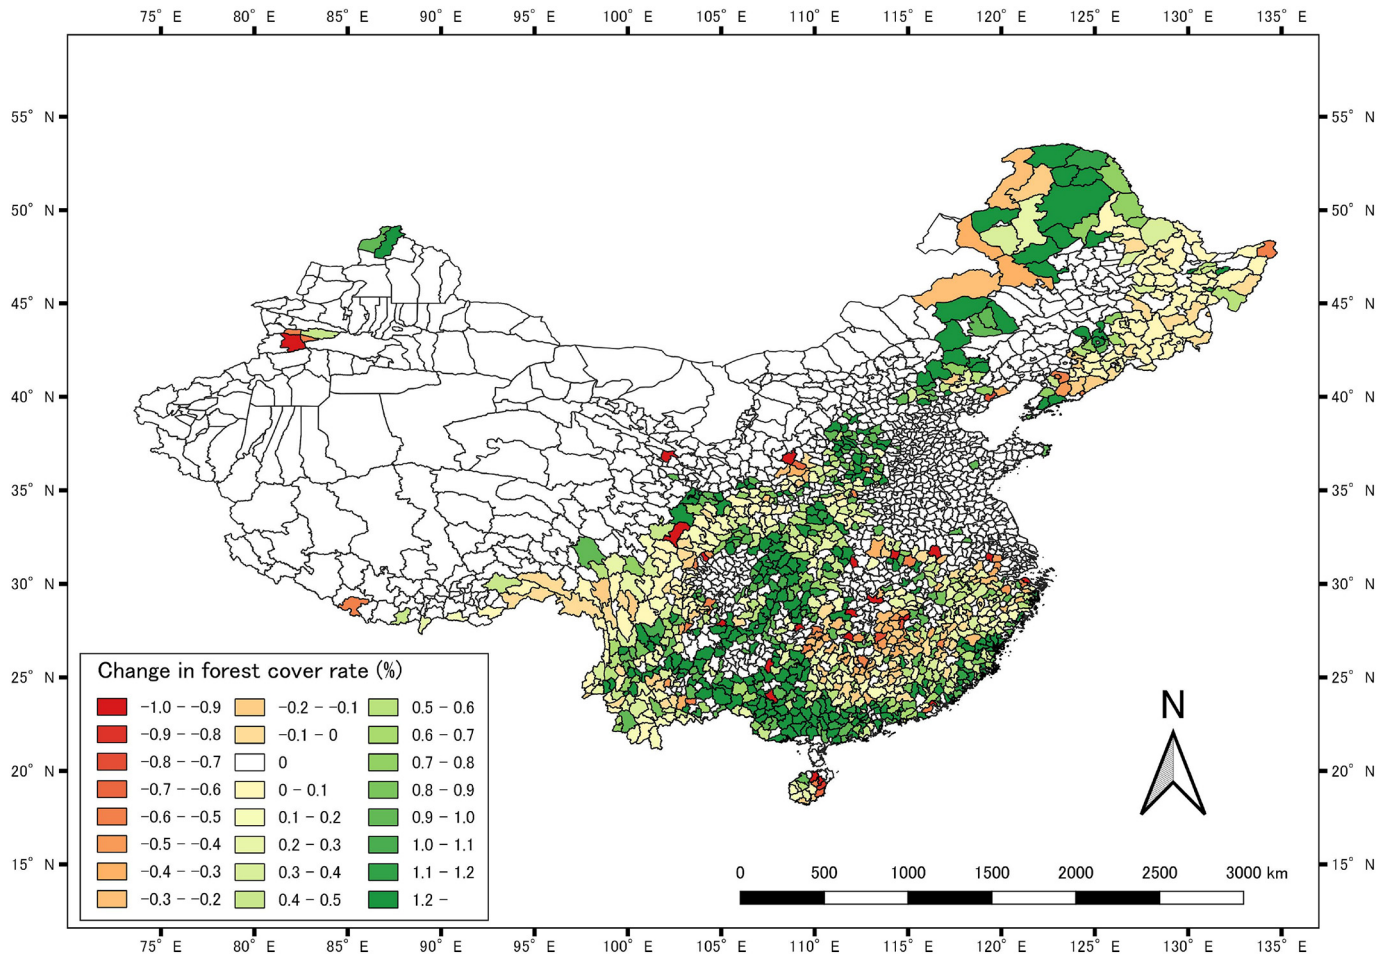 75° E 80° E 85° E 90° E 95° E 100° E 105° E 110° E 115° E 120° E 125° E 130° E 135° E
55° N 55° N
50° N 50° N
45° N 45° N
40° N 40° N
35° N 35° N
30° N 30° N
25° N 25° N
20° N 20° N
15° N 15° N
Change in forest cover rate (%)
-1.0 - -0.9
-0.9 - -0.8
-0.8 - -0.7
-0.7 - -0.6
-0.6 - -0.5
-0.5 - -0.4
-0.4 - -0.3
-0.3 - -0.2
-0.2 - -0.1
-0.1 - 0
0
0 - 0.1
0.1 - 0.2
0.2 - 0.3
0.3 - 0.4
0.4 - 0.5
0.5 - 0.6
0.6 - 0.7
0.7 - 0.8
0.8 - 0.9
0.9 - 1.0
1.0 - 1.1
1.1 - 1.2
1.2 -
N
0 500 1000 1500 2000 2500 3000 km
75° E 80° E 85° E 90° E 95° E 100° E 105° E 110° E 115° E 120° E 125° E 130° E 135° E